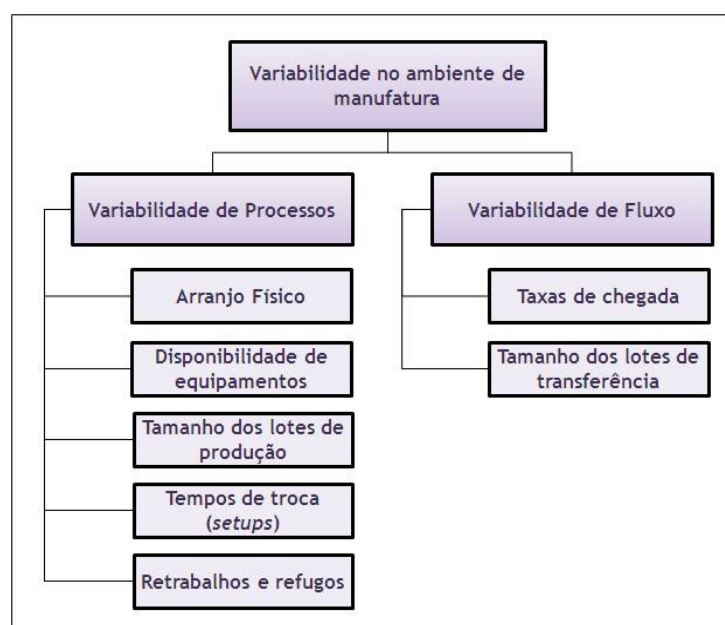 Variabilidade no ambiente de
manufatura
Variabilidade de Processos
Arranjo Físico
Disponibilidade de
equipamentos
Tamanho dos lotes de
produção
Tempos de troca
(setups)
Retrabalhos e refugos
Variabilidade de Fluxo
Taxas de chegada
Tamanho dos lotes de
transferência